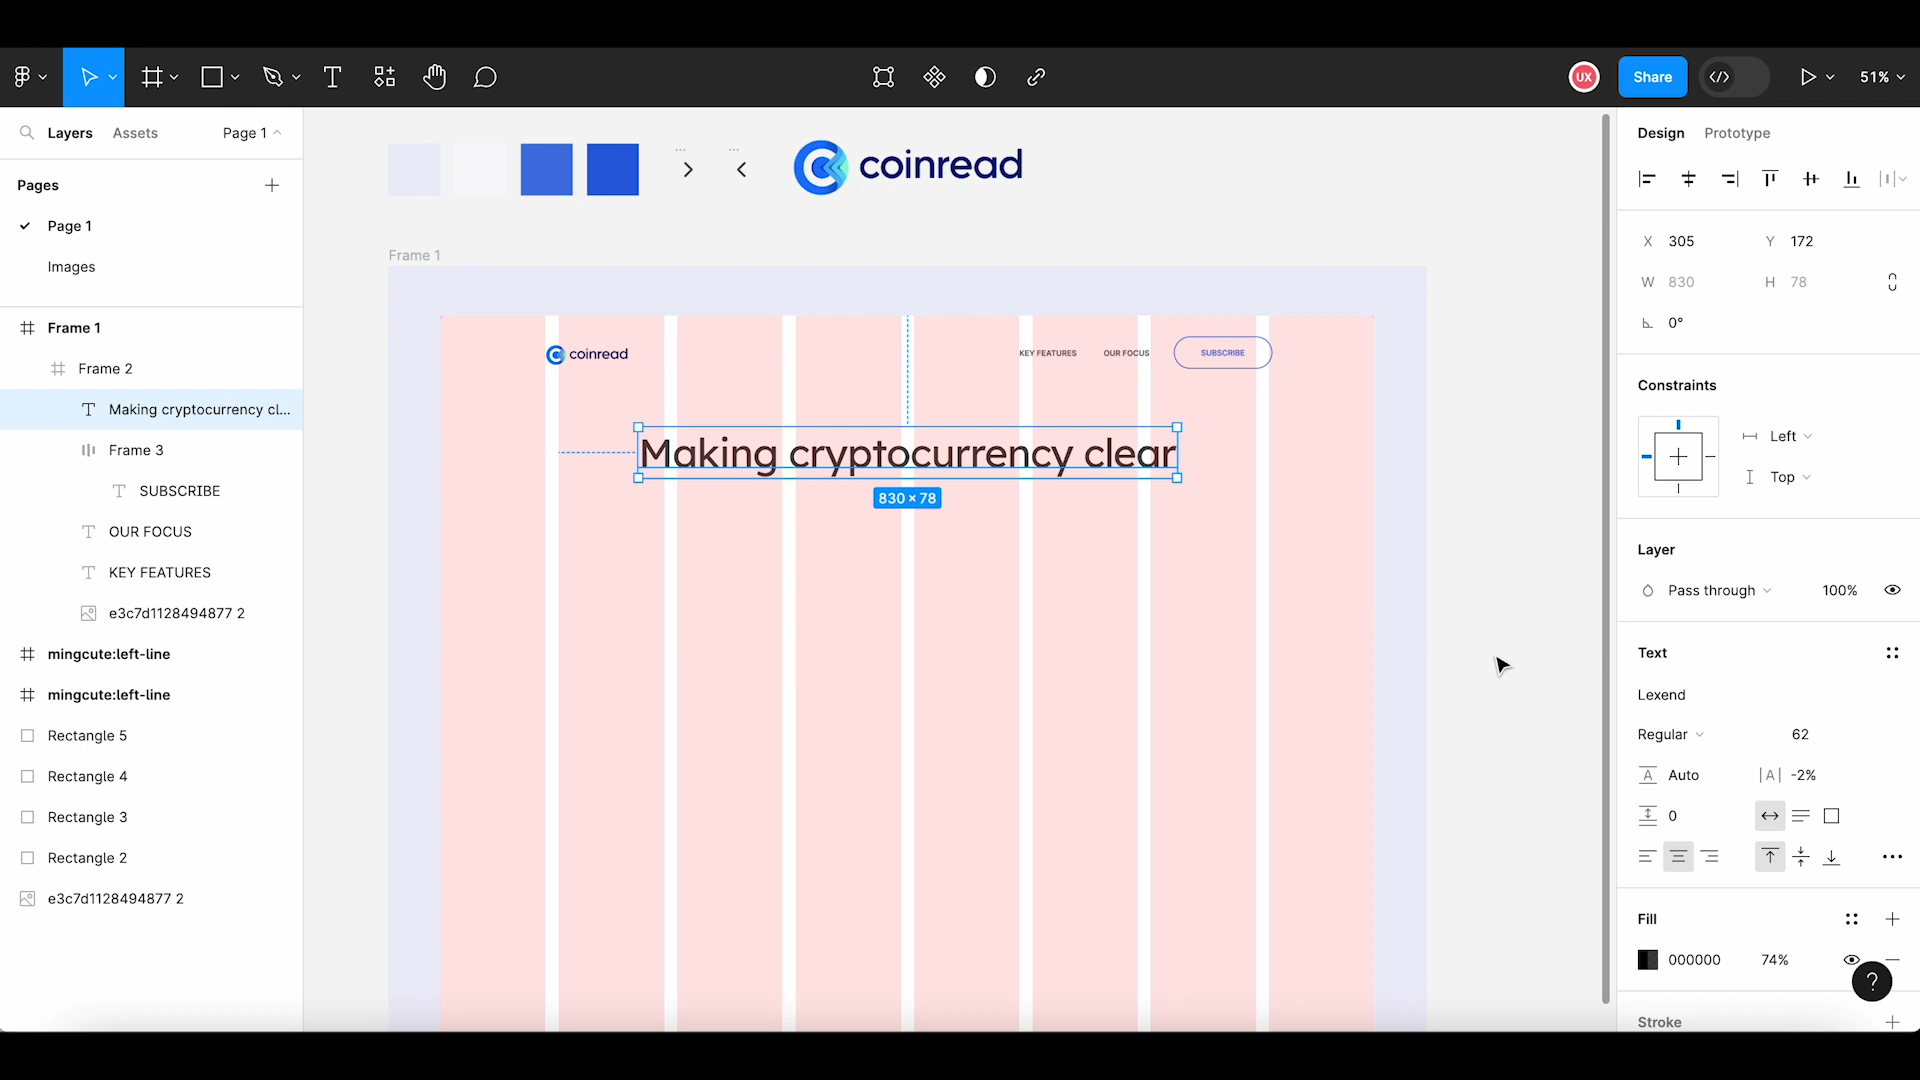 UX
Share
51%
Layers
Assets
Page 1
Pages
Page 1
Images
Frame 1
Frame 2
Making cryptocurrency cl...
Frame 3
SUBSCRIBE
OUR FOCUS
KEY FEATURES
e3c7d1128494877 2
mingcute:left-line
mingcute:left-line
Rectangle 5
Rectangle 4
Rectangle 3
Rectangle 2
e3c7d1128494877 2
... ...
coinread
Frame 1
coinread
KEY FEATURES
OUR FOCUS
SUBSCRIBE
Making cryptocurrency clear
830 × 78
Design
Prototype
X 305
Y 172
W 830
H 78
0°
Constraints
Left
Top
Layer
Pass through
100%
Text
Lexend
Regular
62
A Auto
|A| -2%
0
Fill
000000
74%
?
Stroke